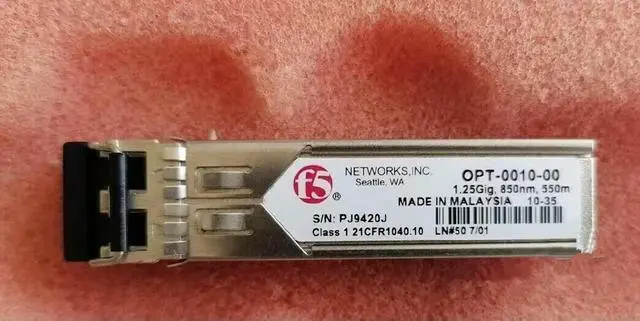 f5®
NETWORKS,INC.
Seattle, WA
OPT-0010-00
1.25Gig, 850nm, 550m
MADE IN MALAYSIA 10-35
S/N: PJ9420J
Class 1 21CFR1040.10 LN#50 7/01